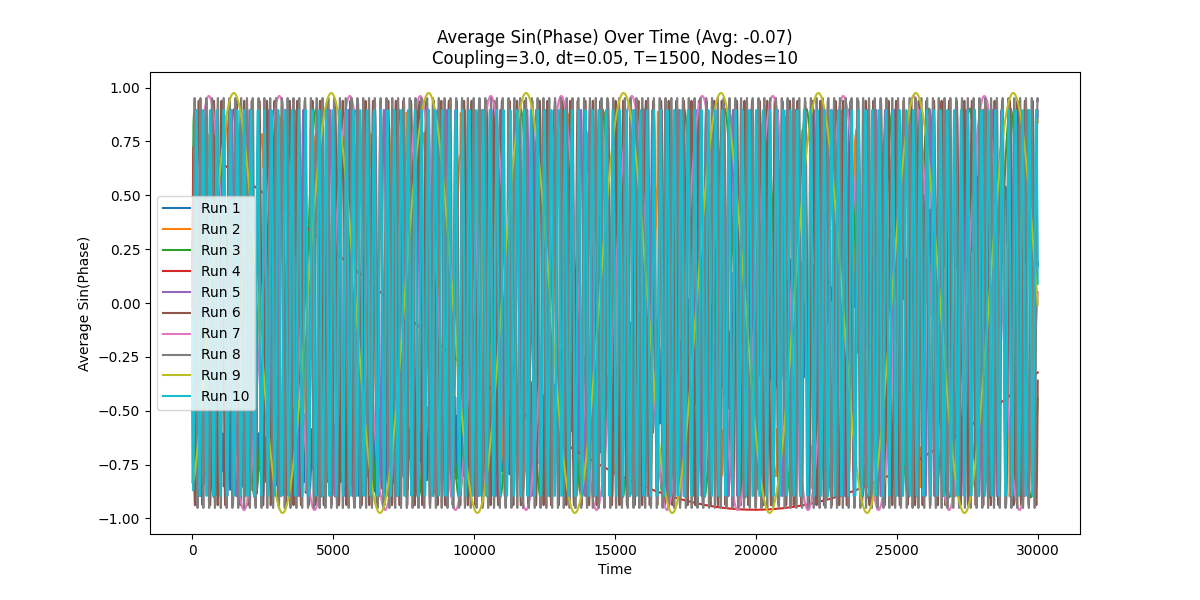 Average Sin(Phase) Over Time (Avg: -0.07)
Coupling=3.0, dt=0.05, T=1500, Nodes=10
1.00
0.75
0.50
0.25
0.00
−0.25
−0.50
−0.75
−1.00
Average Sin(Phase)
Run 1
Run 2
Run 3
Run 4
Run 5
Run 6
Run 7
Run 8
Run 9
Run 10
0 5000 10000 15000 20000 25000 30000
Time